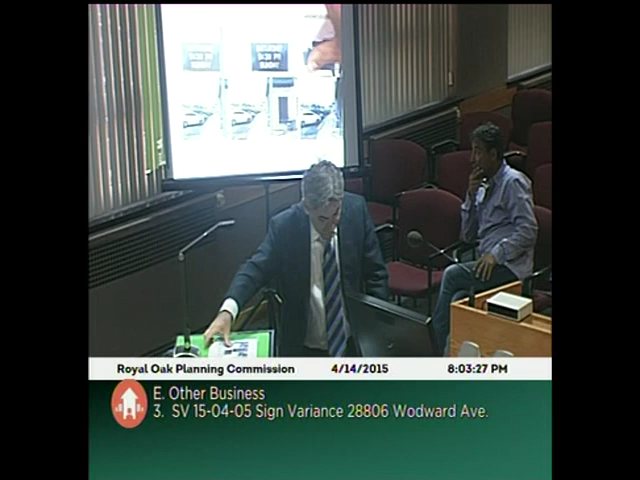 Royal Oak Planning Commission 4/14/2015 8:03:27 PM
E. Other Business
3. SV 15-04-05 Sign Variance 28806 Wodward Ave.